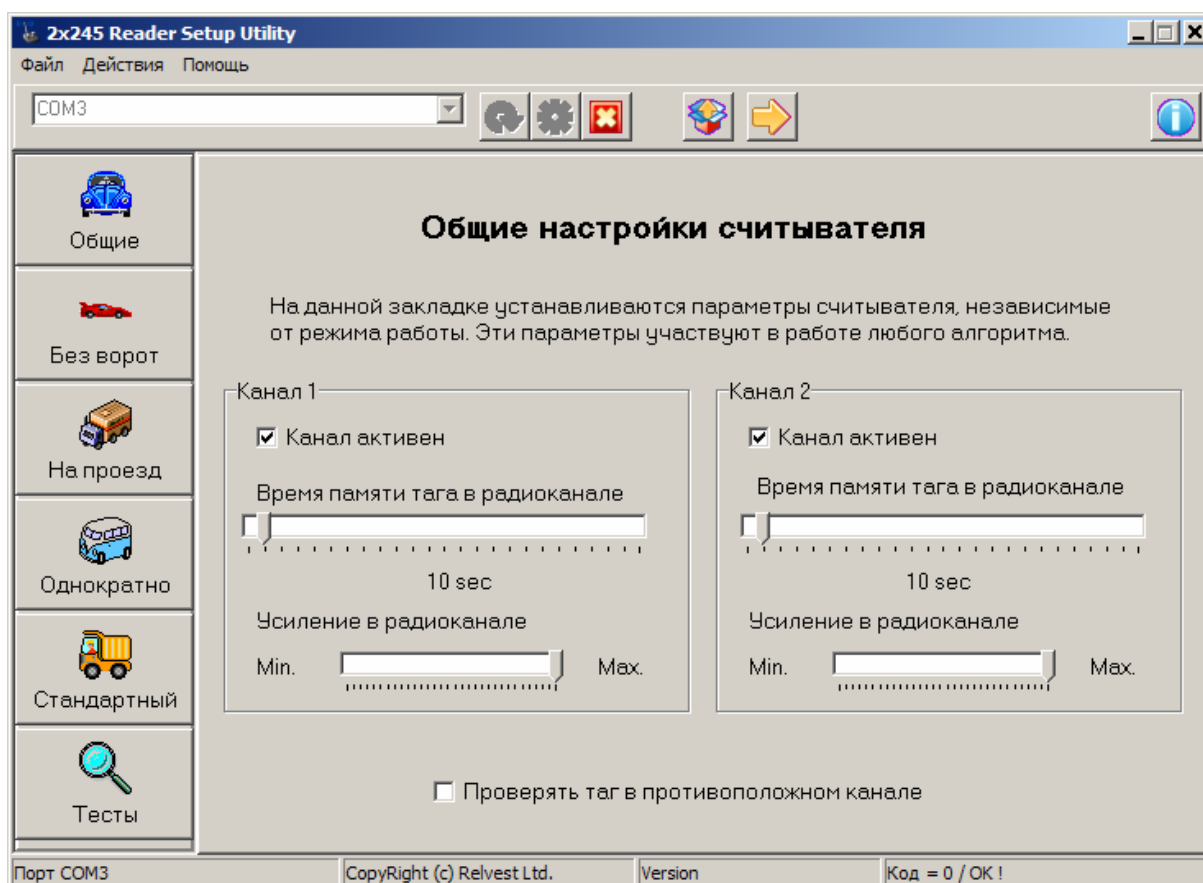 2x245 Reader Setup Utility
Файл Действия Помощь
COM3
Общие
Без ворот
На проезд
Однократно
Стандартный
Тесты
Общие настройки считывателя
На данной закладке устанавливаются параметры считывателя, независимые
от режима работы. Эти параметры участвуют в работе любого алгоритма.
Канал 1
Канал активен
Время памяти тага в радиоканале
10 sec
Усиление в радиоканале
Min. Max.
Канал 2
Канал активен
Время памяти тага в радиоканале
10 sec
Усиление в радиоканале
Min. Max.
Проверять таг в противоположном канале
Порт COM3 CopyRight (c) Relvest Ltd. Version Код = 0 / OK !